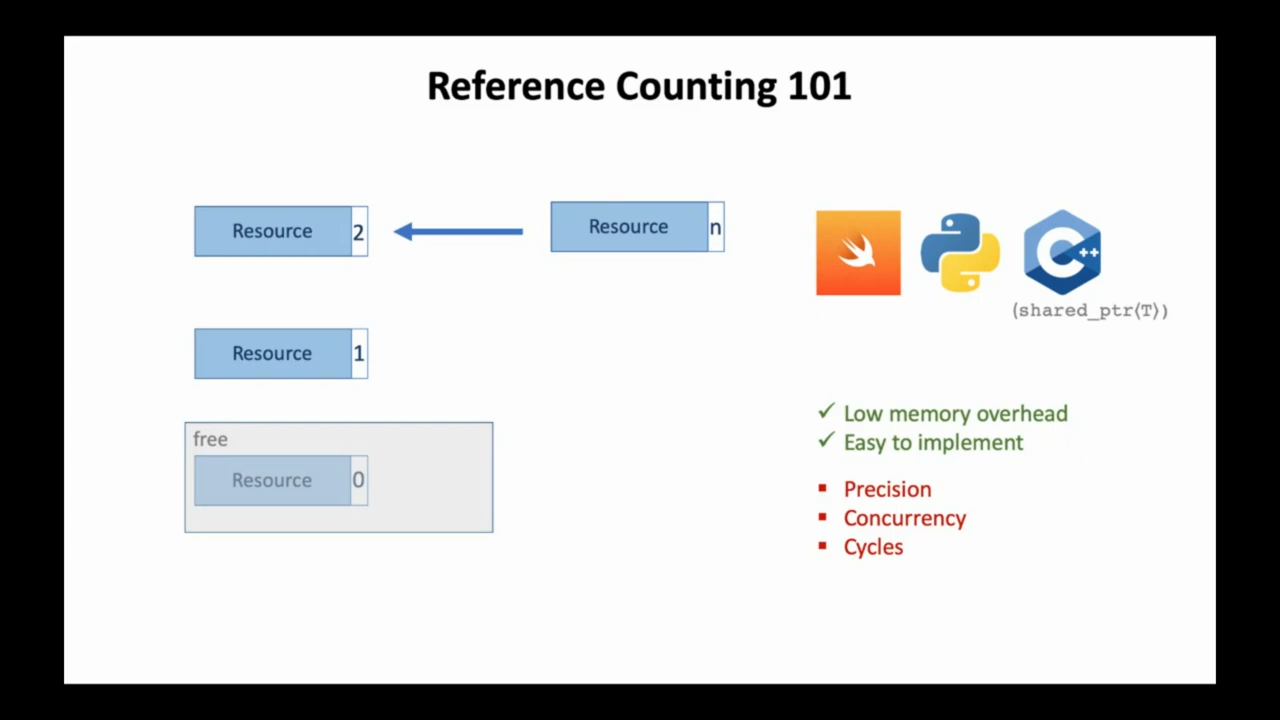 Reference Counting 101
Resource 2
Resource n
C++
(shared_ptr⟨T⟩)
Resource 1
free
Resource 0
✓ Low memory overhead
✓ Easy to implement
▪ Precision
▪ Concurrency
▪ Cycles